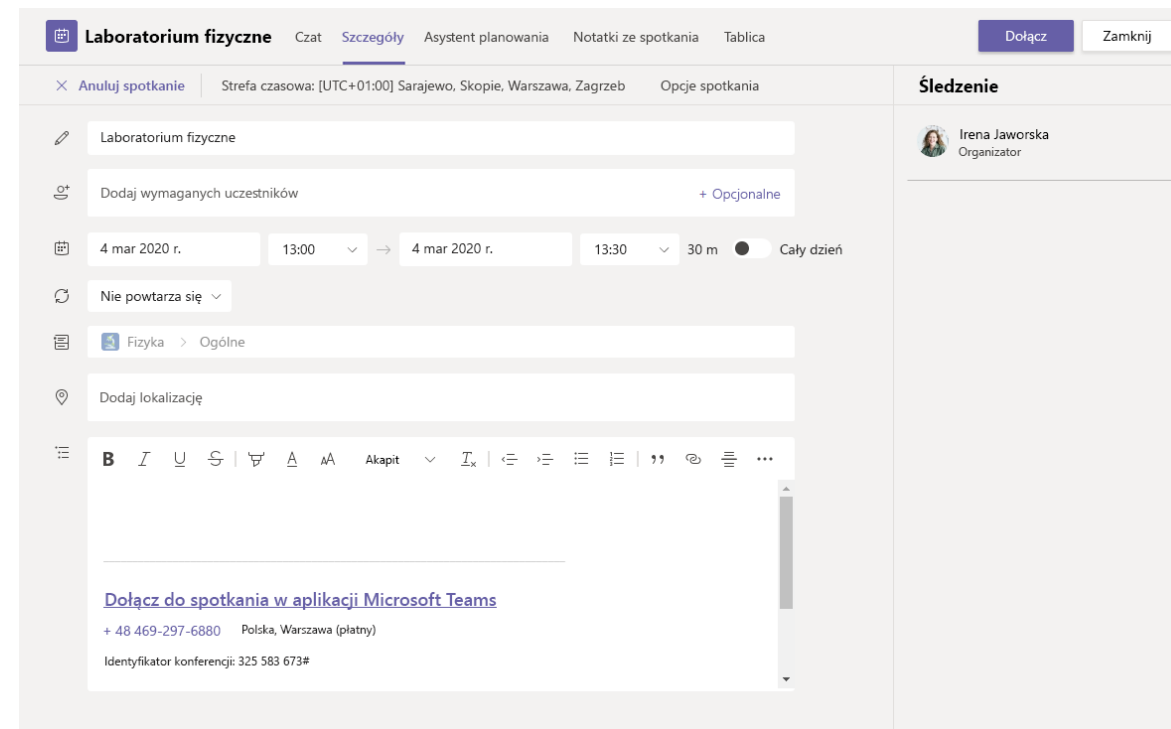 Laboratorium fizyczne Czat Szczegóły Asystent planowania Notatki ze spotkania Tablica Dołącz Zamknij
Anuluj spotkanie Strefa czasowa: [UTC+01:00] Sarajewo, Skopie, Warszawa, Zagrzeb Opcje spotkania
Śledzenie
Laboratorium fizyczne
Irena Jaworska
Organizator
Dodaj wymaganych uczestników + Opcjonalne
4 mar 2020 r. 13:00 → 4 mar 2020 r. 13:30 30 m Cały dzień
Nie powtarza się
Fizyka > Ogólne
Dodaj lokalizację
B I U S A AA Akapit
Dołącz do spotkania w aplikacji Microsoft Teams
+ 48 469-297-6880 Polska, Warszawa (płatny)
Identyfikator konferencji: 325 583 673#